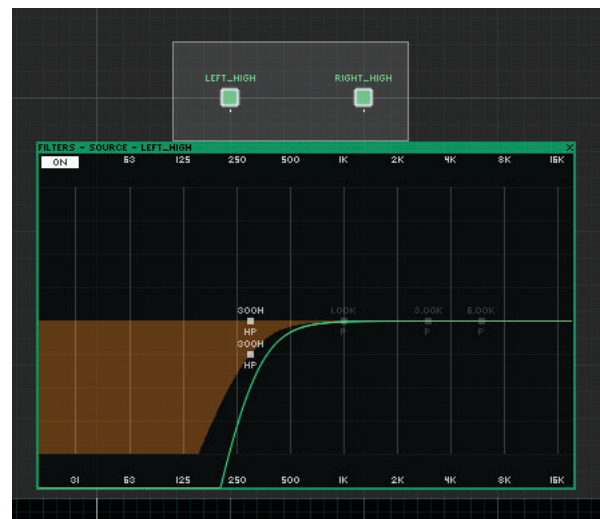 LEFT_HIGH RIGHT_HIGH
FILTERS - SOURCE - LEFT_HIGH X
ON 63 125 250 500 1K 2K 4K 8K 16K
300H 1.00K 3.00K 6.00K
HP P P P
300H
HP
31 63 125 250 500 1K 2K 4K 8K 16K